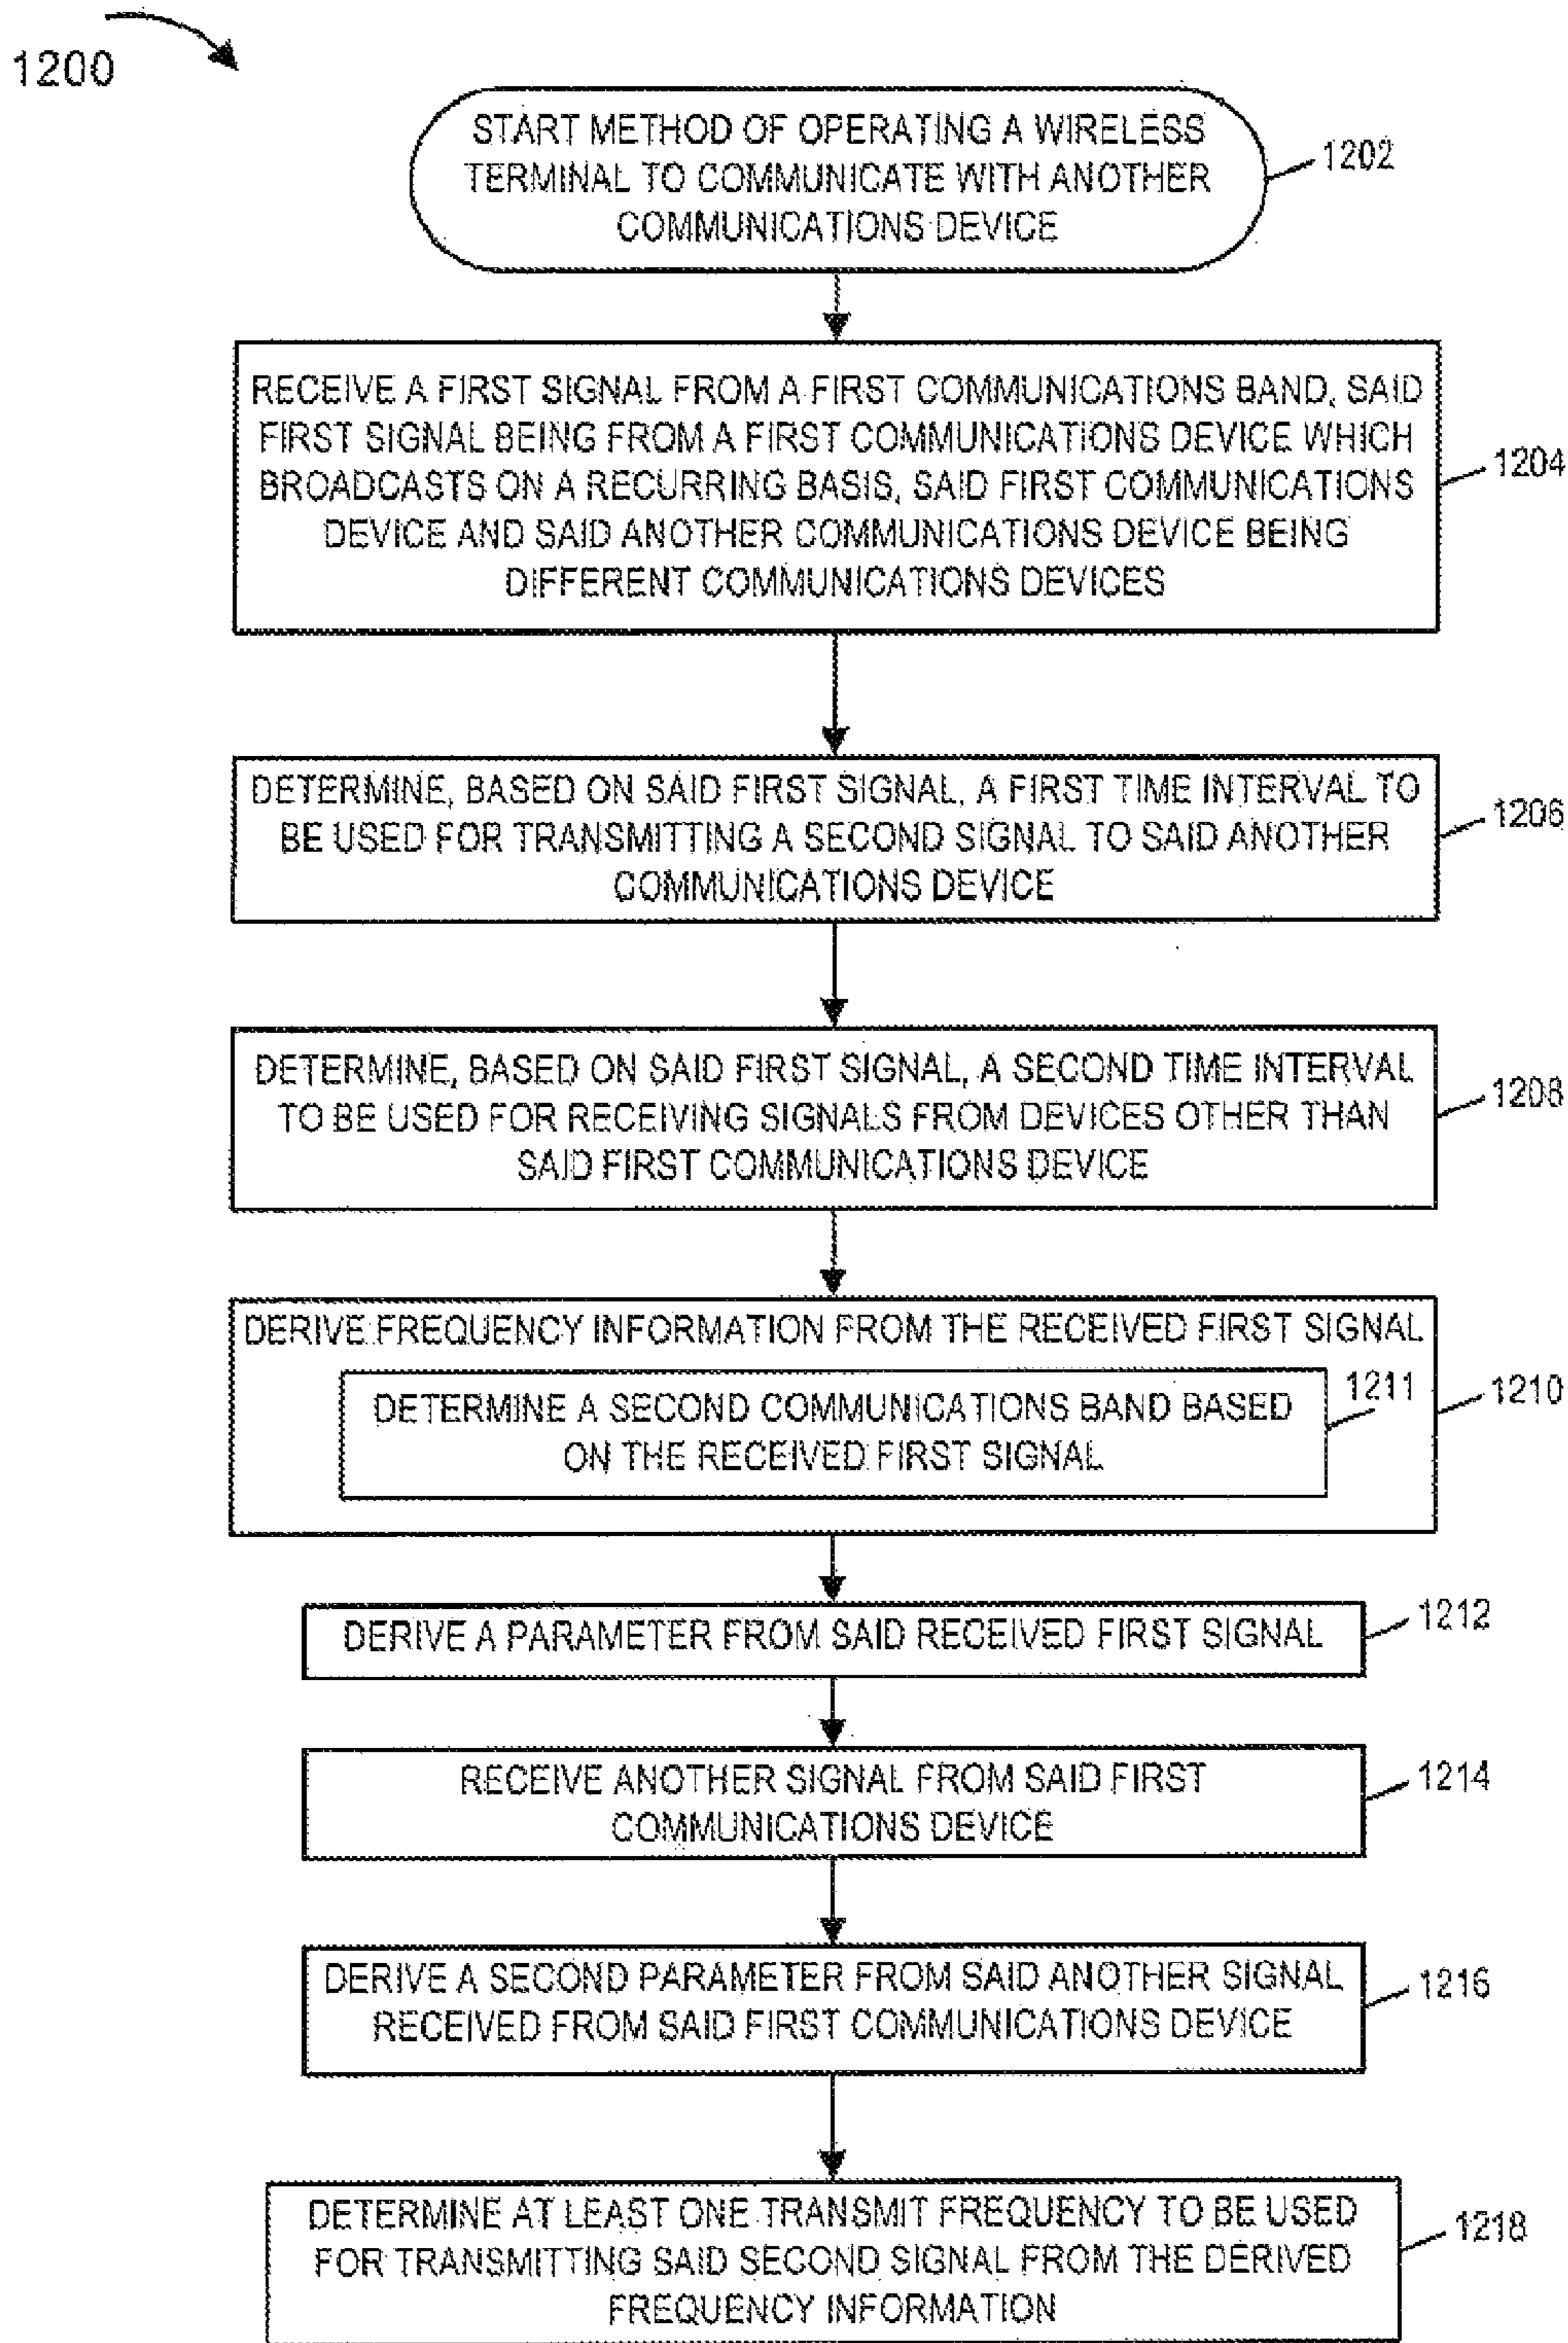 1200
START METHOD OF OPERATING A WIRELESS
TERMINAL TO COMMUNICATE WITH ANOTHER
COMMUNICATIONS DEVICE
1202
RECEIVE A FIRST SIGNAL FROM A FIRST COMMUNICATIONS BAND, SAID
FIRST SIGNAL BEING FROM A FIRST COMMUNICATIONS DEVICE WHICH
BROADCASTS ON A RECURRING BASIS, SAID FIRST COMMUNICATIONS
DEVICE AND SAID ANOTHER COMMUNICATIONS DEVICE BEING
DIFFERENT COMMUNICATIONS DEVICES
1204
DETERMINE, BASED ON SAID FIRST SIGNAL, A FIRST TIME INTERVAL TO
BE USED FOR TRANSMITTING A SECOND SIGNAL TO SAID ANOTHER
COMMUNICATIONS DEVICE
1206
DETERMINE, BASED ON SAID FIRST SIGNAL, A SECOND TIME INTERVAL
TO BE USED FOR RECEIVING SIGNALS FROM DEVICES OTHER THAN
SAID FIRST COMMUNICATIONS DEVICE
1208
DERIVE FREQUENCY INFORMATION FROM THE RECEIVED FIRST SIGNAL
1210
DETERMINE A SECOND COMMUNICATIONS BAND BASED
ON THE RECEIVED FIRST SIGNAL
1211
DERIVE A PARAMETER FROM SAID RECEIVED FIRST SIGNAL
1212
RECEIVE ANOTHER SIGNAL FROM SAID FIRST
COMMUNICATIONS DEVICE
1214
DERIVE A SECOND PARAMETER FROM SAID ANOTHER SIGNAL
RECEIVED FROM SAID FIRST COMMUNICATIONS DEVICE
1216
DETERMINE AT LEAST ONE TRANSMIT FREQUENCY TO BE USED
FOR TRANSMITTING SAID SECOND SIGNAL FROM THE DERIVED
FREQUENCY INFORMATION
1218